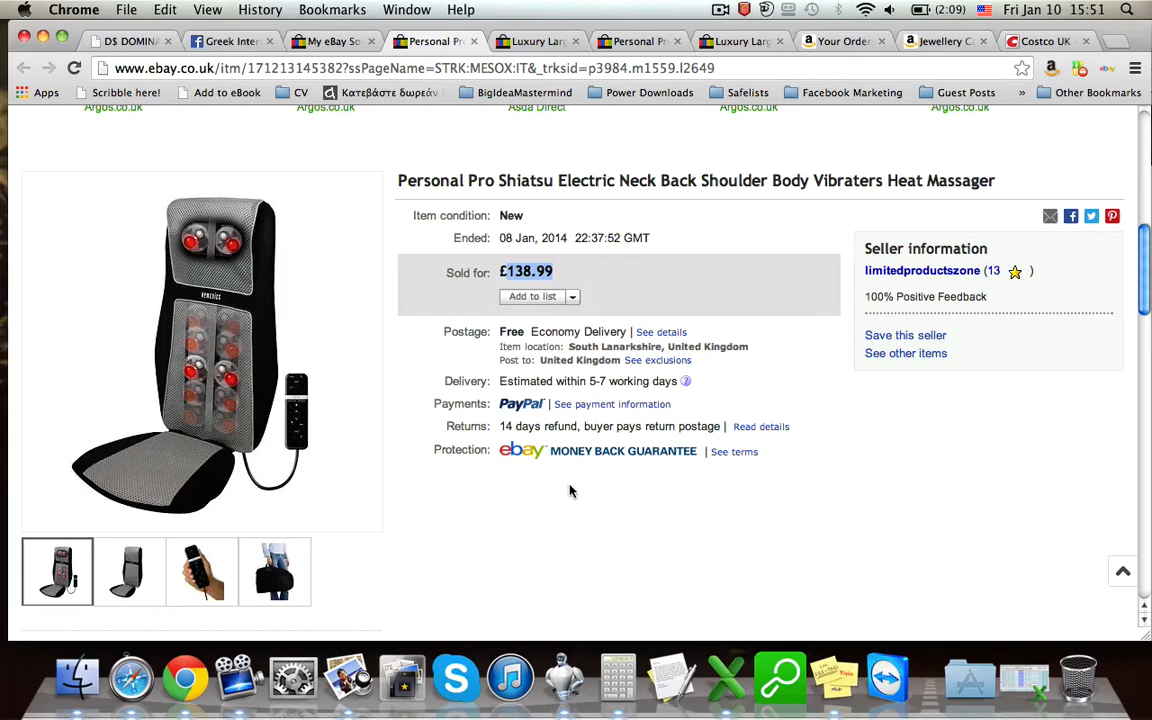 Chrome File Edit View History Bookmarks Window Help (2:09) Fri Jan 10 15:51
D$ DOMINA Greek Inter My eBay So Personal Pr Luxury Larg Personal Pr Luxury Larg Your Order Jewellery Ca Costco UK -
www.ebay.co.uk/itm/171213145382?ssPageName=STRK:MESOX:IT&_trksid=p3984.m1559.l2649
Apps Scribble here! Add to eBook CV Κατεβάστε δωρεάν BigIdeaMastermind Power Downloads Safelists Facebook Marketing Guest Posts » Other Bookmarks
Argos.co.uk Argos.co.uk Asda Direct Argos.co.uk Argos.co.uk
Personal Pro Shiatsu Electric Neck Back Shoulder Body Vibraters Heat Massager
Item condition: New
Ended: 08 Jan, 2014 22:37:52 GMT
Sold for: £138.99
Add to list
Postage: Free Economy Delivery | See details
Item location: South Lanarkshire, United Kingdom
Post to: United Kingdom See exclusions
Delivery: Estimated within 5-7 working days
Payments: PayPal | See payment information
Returns: 14 days refund, buyer pays return postage | Read details
Protection: ebay MONEY BACK GUARANTEE | See terms
Seller information
limitedproductszone (13 )
100% Positive Feedback
Save this seller
See other items
HOMEDICS